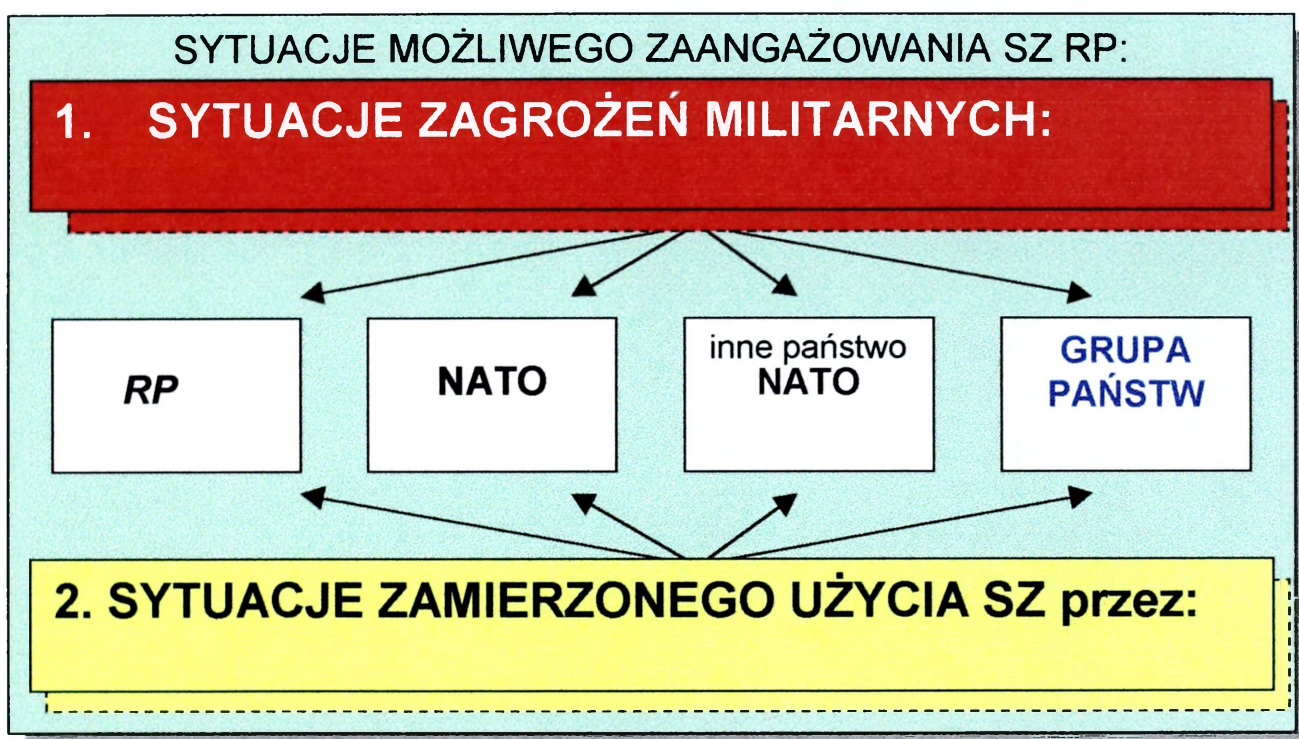 SYTUACJE MOŻLIWEGO ZAANGAŻOWANIA SZ RP:
1. SYTUACJE ZAGROŻEŃ MILITARNYCH:
RP
NATO
inne państwo
NATO
GRUPA
PAŃSTW
2. SYTUACJE ZAMIERZONEGO UŻYCIA SZ przez: